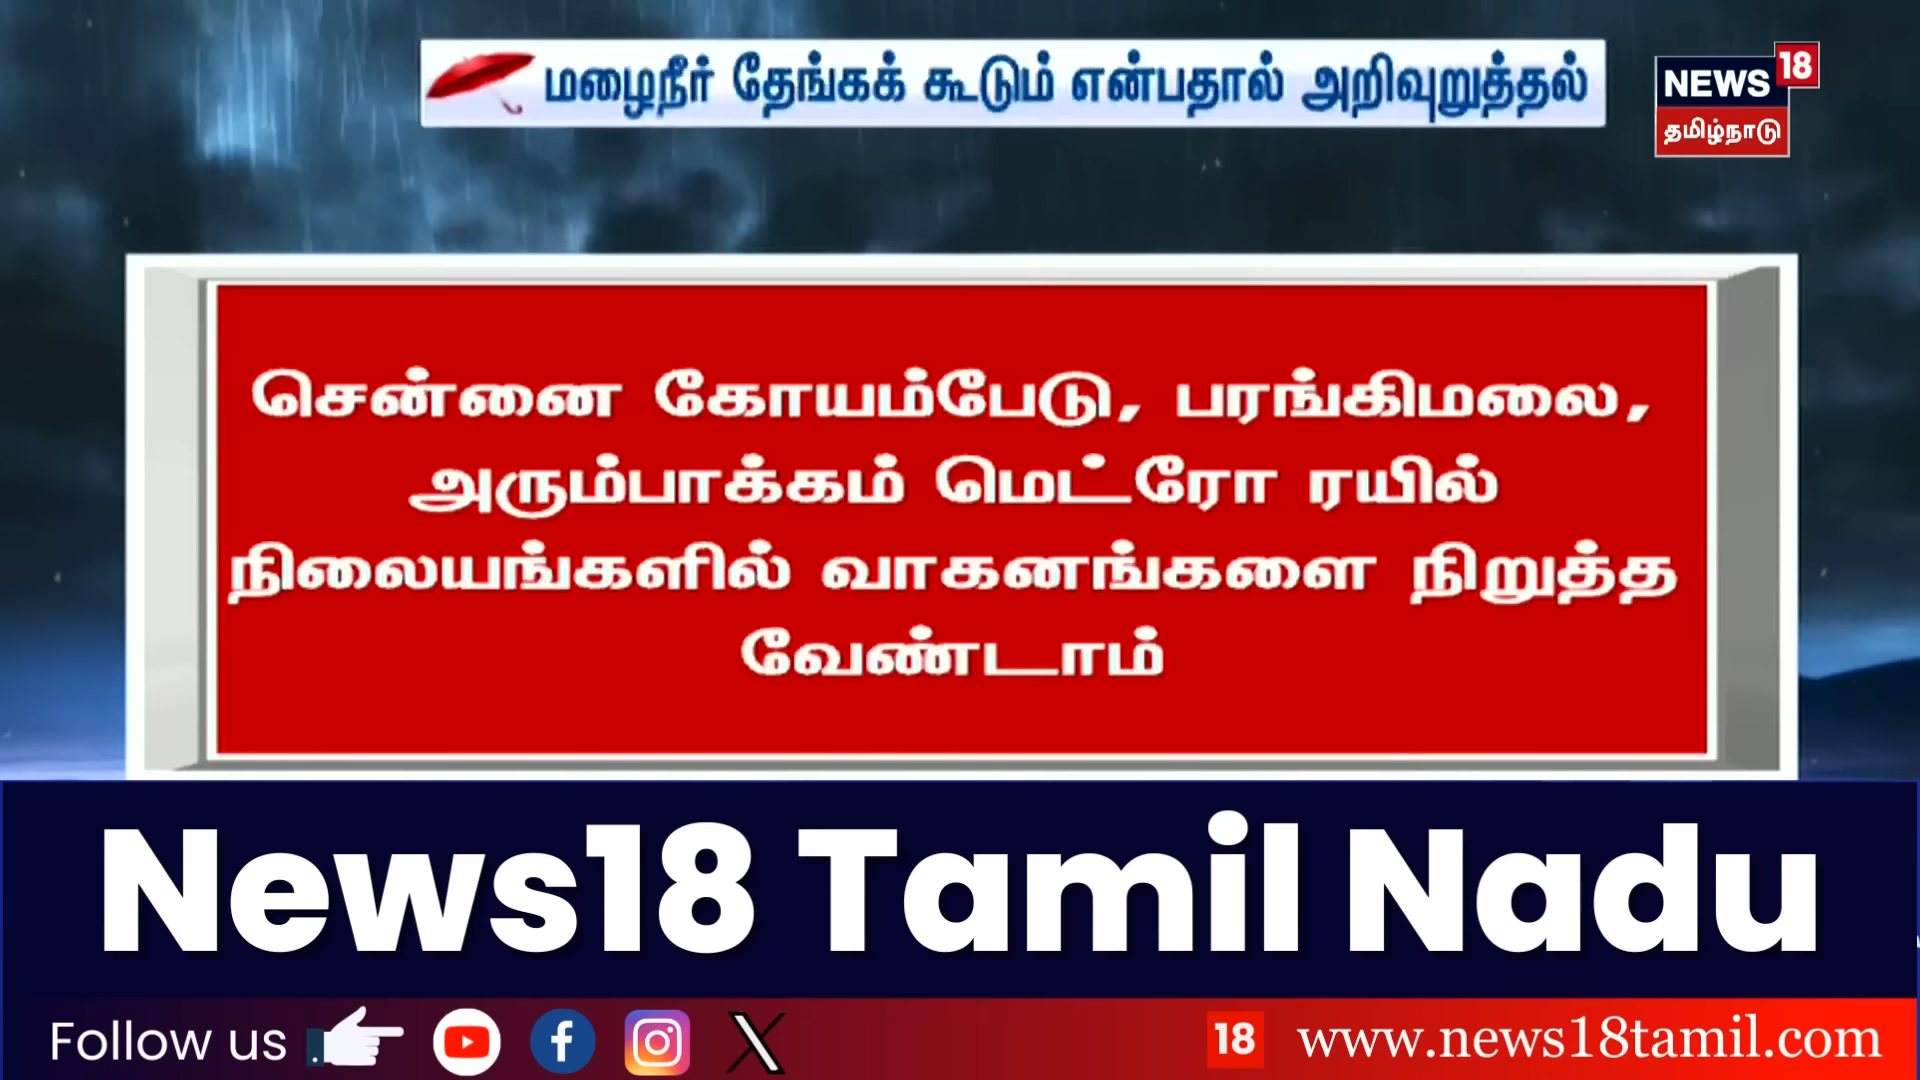 மழைநீர் தேங்கக் கூடும் என்பதால் அறிவுறுத்தல்
NEWS 18
தமிழ்நாடு
சென்னை கோயம்பேடு, பரங்கிமலை,
அரும்பாக்கம் மெட்ரோ ரயில்
நிலையங்களில் வாகனங்களை நிறுத்த
வேண்டாம்
News18 Tamil Nadu
Follow us
18 www.news18tamil.com